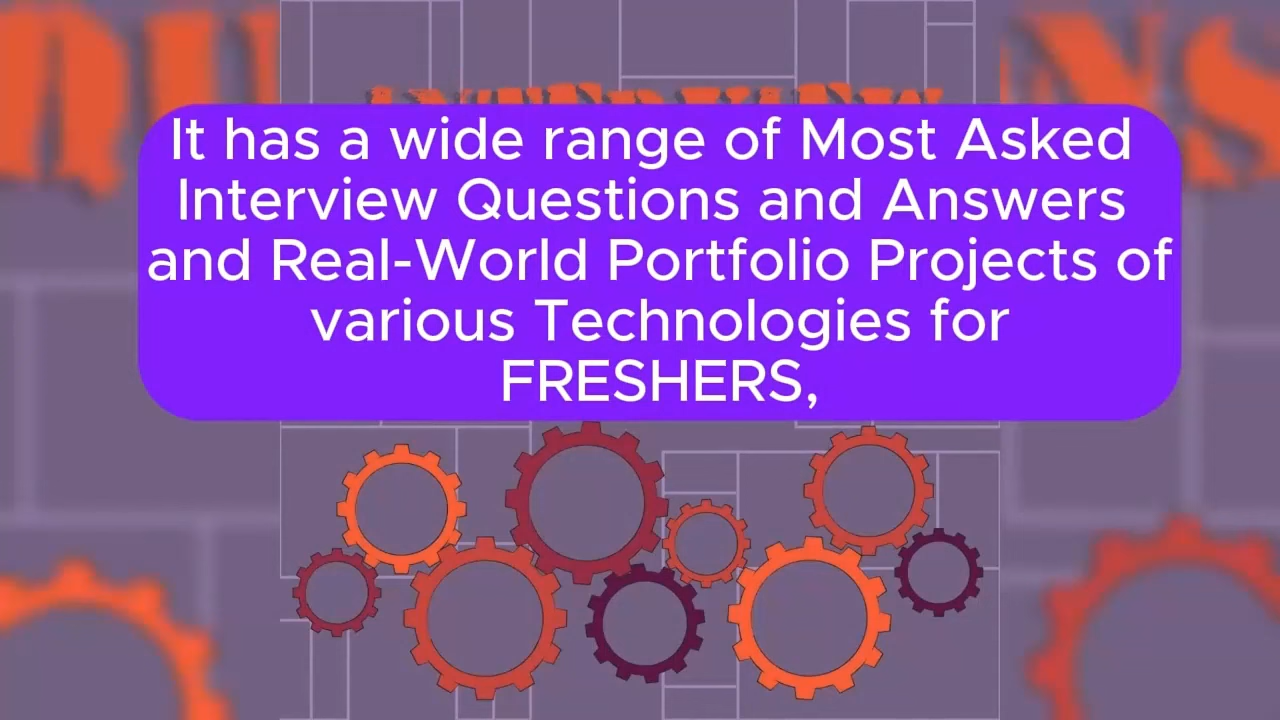 It has a wide range of Most Asked
Interview Questions and Answers
and Real-World Portfolio Projects of
various Technologies for
FRESHERS,